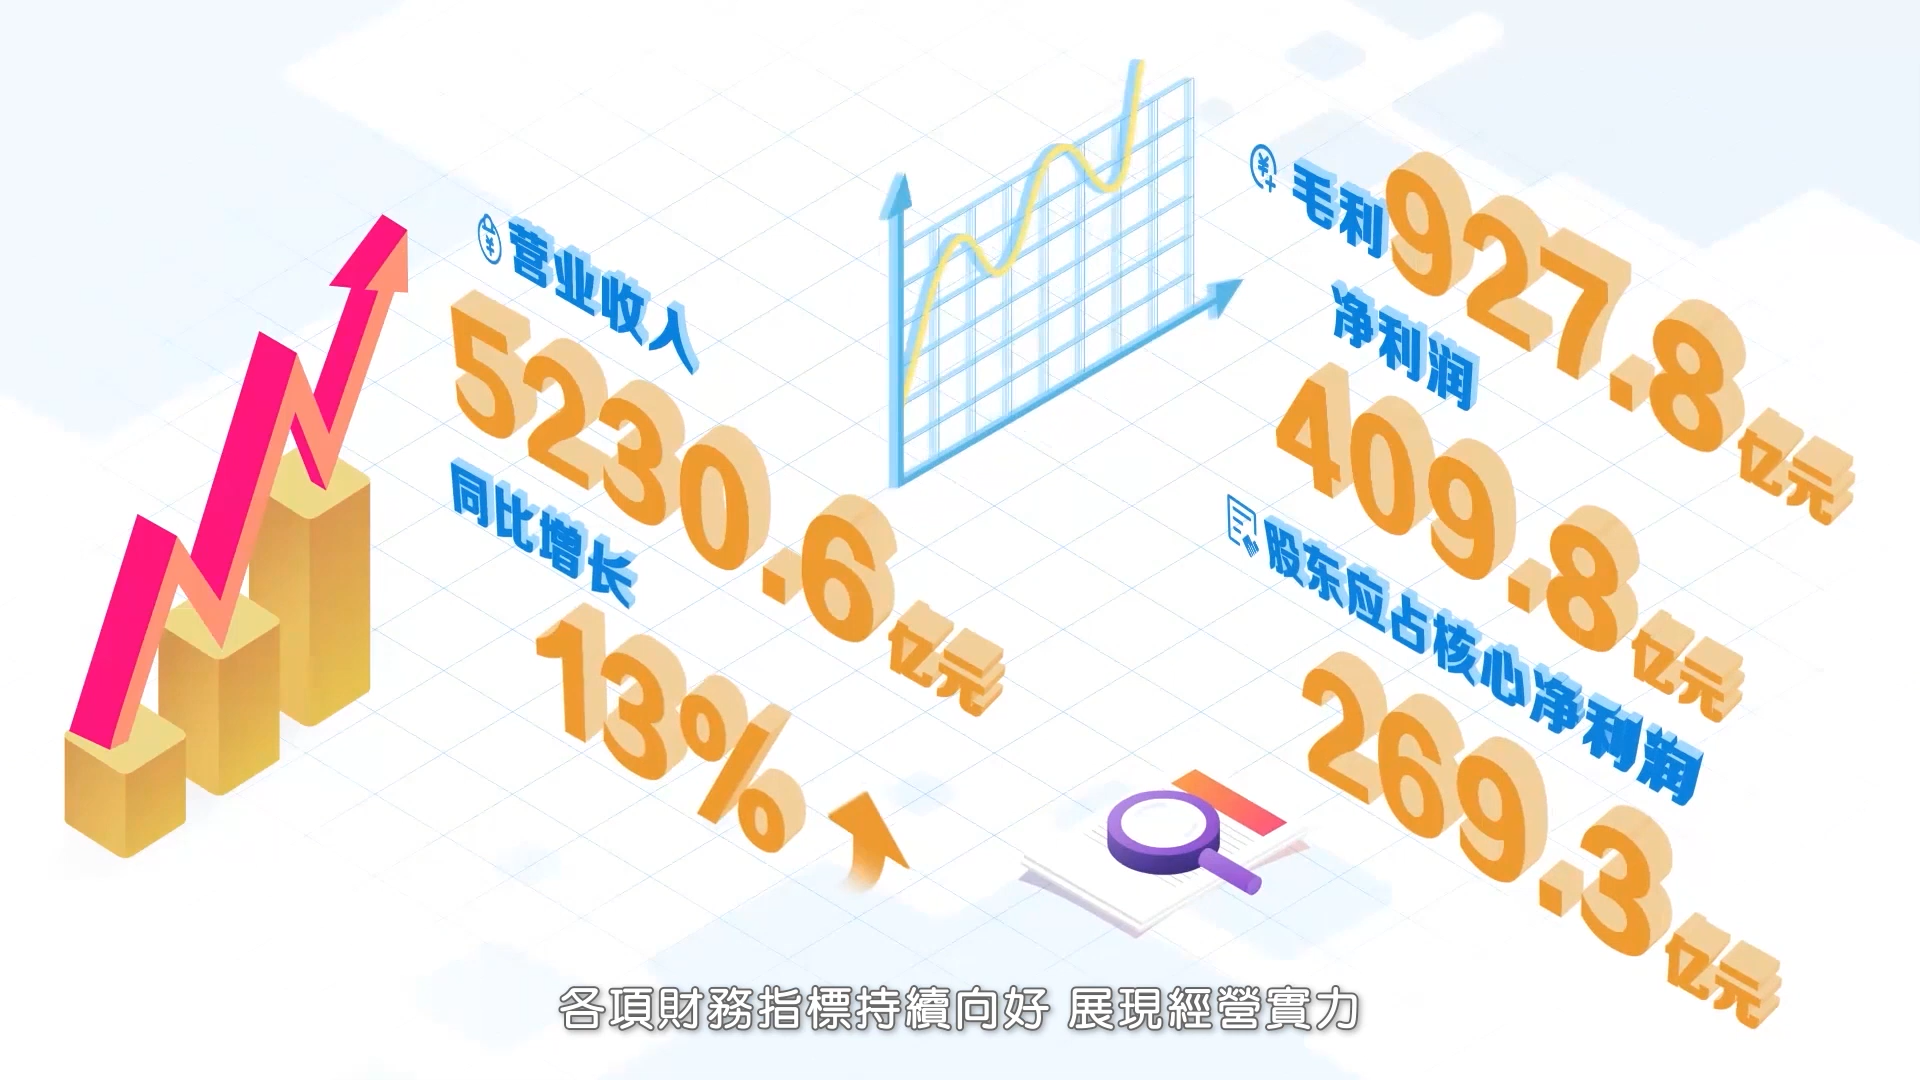 营业收入
5230.6亿元
同比增长
13%
毛利927.8亿元
净利润
409.8亿元
股东应占核心净利润
269.3亿元
各項財務指標持續向好 展現經營實力